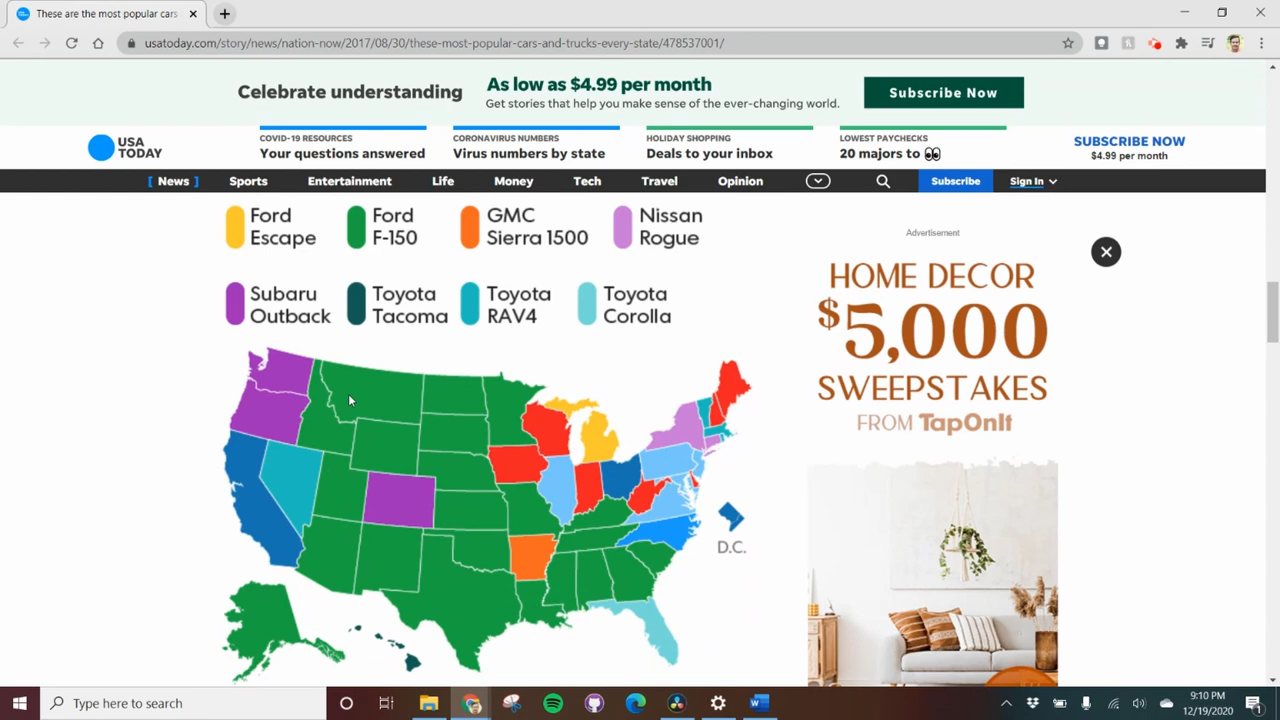 These are the most popular cars
usatoday.com/story/news/nation-now/2017/08/30/these-most-popular-cars-and-trucks-every-state/478537001/
Celebrate understanding
As low as $4.99 per month
Get stories that help you make sense of the ever-changing world.
Subscribe Now
USA
TODAY
COVID-19 RESOURCES
Your questions answered
CORONAVIRUS NUMBERS
Virus numbers by state
HOLIDAY SHOPPING
Deals to your inbox
LOWEST PAYCHECKS
20 majors to 👀
SUBSCRIBE NOW
$4.99 per month
[ News ] Sports Entertainment Life Money Tech Travel Opinion Subscribe Sign In
Ford
Escape
Ford
F-150
GMC
Sierra 1500
Nissan
Rogue
Subaru
Outback
Toyota
Tacoma
Toyota
RAV4
Toyota
Corolla
D.C.
Advertisement
HOME DECOR
$5,000
SWEEPSTAKES
FROM TapOnIt
Type here to search
9:10 PM
12/19/2020
1